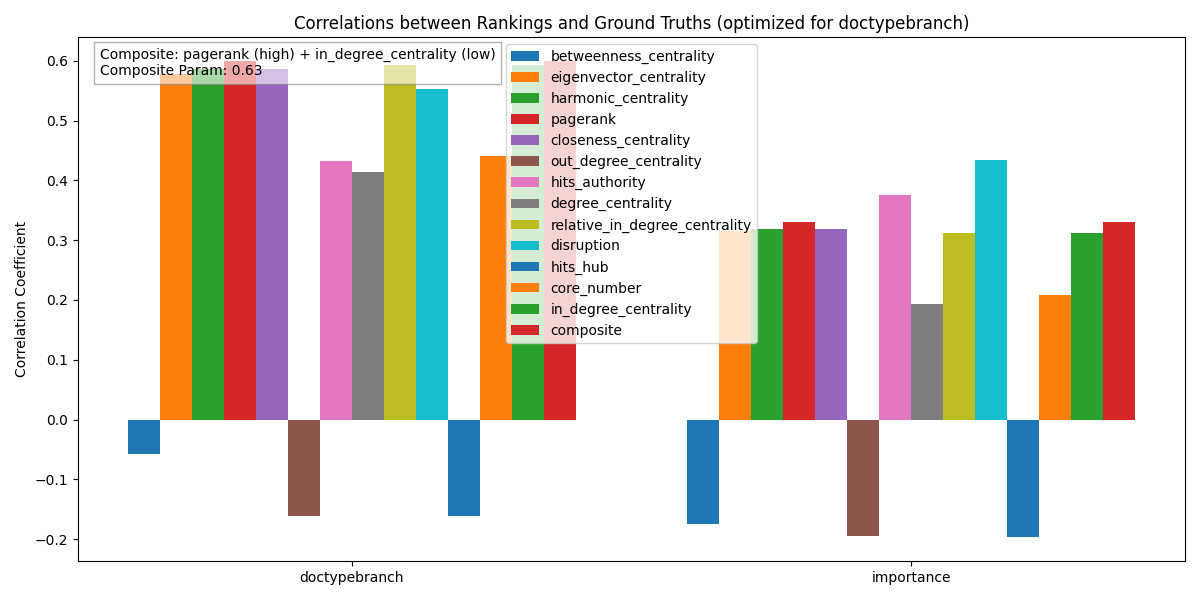 Correlations between Rankings and Ground Truths (optimized for doctypebranch)
Composite: pagerank (high) + in_degree_centrality (low)
Composite Param: 0.63
betweenness_centrality
eigenvector_centrality
harmonic_centrality
pagerank
closeness_centrality
out_degree_centrality
hits_authority
degree_centrality
relative_in_degree_centrality
disruption
hits_hub
core_number
in_degree_centrality
composite
Correlation Coefficient
0.6
0.5
0.4
0.3
0.2
0.1
0.0
−0.1
−0.2
doctypebranch
importance